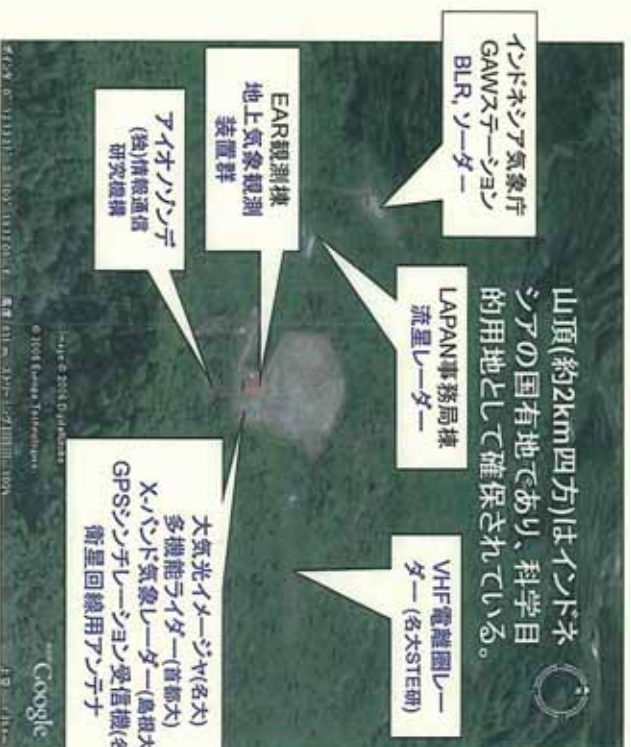 山頂(約2km四方)はインドネ
シアの国有地であり、科学目
的用地として確保されている。
インドネシア気象庁
GAWステーション
BLR, ソーダー
LAPAN事務局棟
流星レーダー
VHF電離圏レー
ダー (名大STE研)
EAR観測棟
地上気象観測
装置群
アイオノゾンデ
(独)情報通信
研究機構
大気光イメージャ(名大)
多機能ライダー(首都大)
X-バンド気象レーダー(島根大
GPSシンチレーション受信機(名
衛星回線用アンテナ
Google